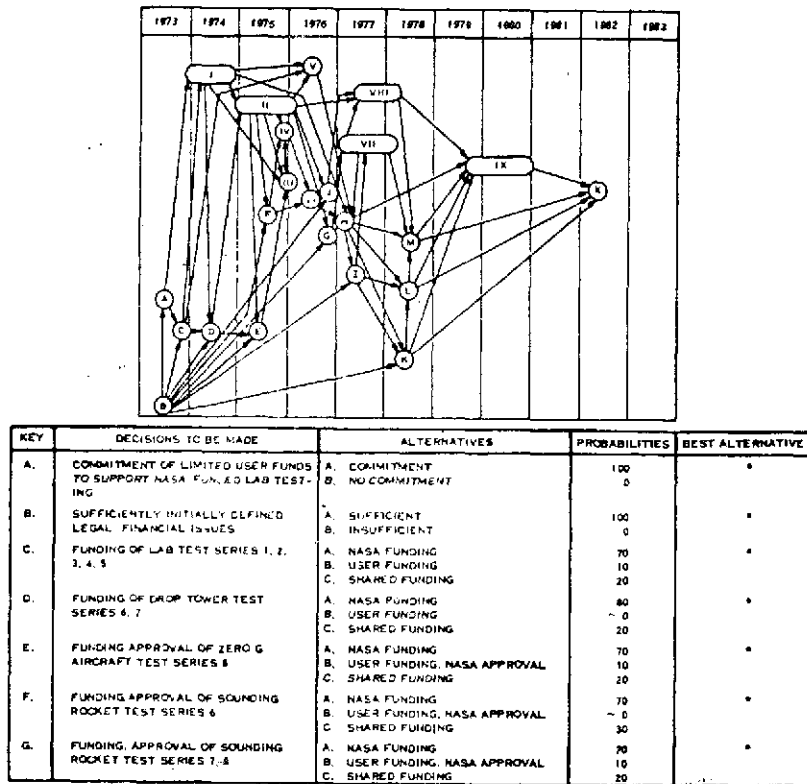 1973 1974 1975 1976 1977 1978 1979 1980 1981 1982 1983
V
I
VIII
II
IV
VII
IX
III
J
K
F
H
G
M
I
A
L
C D E
K
B
KEY DECISIONS TO BE MADE ALTERNATIVES PROBABILITIES BEST ALTERNATIVE
A. COMMITMENT OF LIMITED USER FUNDS A. COMMITMENT 100 *
TO SUPPORT NASA FUNDED LAB TEST- B. NO COMMITMENT 0
ING
B. SUFFICIENTLY INITIALLY DEFINED A. SUFFICIENT 100 *
LEGAL, FINANCIAL ISSUES B. INSUFFICIENT 0
C. FUNDING OF LAB TEST SERIES 1, 2, A. NASA FUNDING 70 *
3, 4, 5 B. USER FUNDING 10
C. SHARED FUNDING 20
D. FUNDING OF DROP TOWER TEST A. NASA FUNDING 80 *
SERIES 6, 7 B. USER FUNDING ~ 0
C. SHARED FUNDING 20
E. FUNDING APPROVAL OF ZERO G A. NASA FUNDING 70 *
AIRCRAFT TEST SERIES 8 B. USER FUNDING, NASA APPROVAL 10
C. SHARED FUNDING 20
F. FUNDING APPROVAL OF SOUNDING A. NASA FUNDING 70 *
ROCKET TEST SERIES 6 B. USER FUNDING, NASA APPROVAL ~ 0
C. SHARED FUNDING 30
G. FUNDING, APPROVAL OF SOUNDING A. NASA FUNDING 70 *
ROCKET TEST SERIES 7, 8 B. USER FUNDING, NASA APPROVAL 10
C. SHARED FUNDING 20